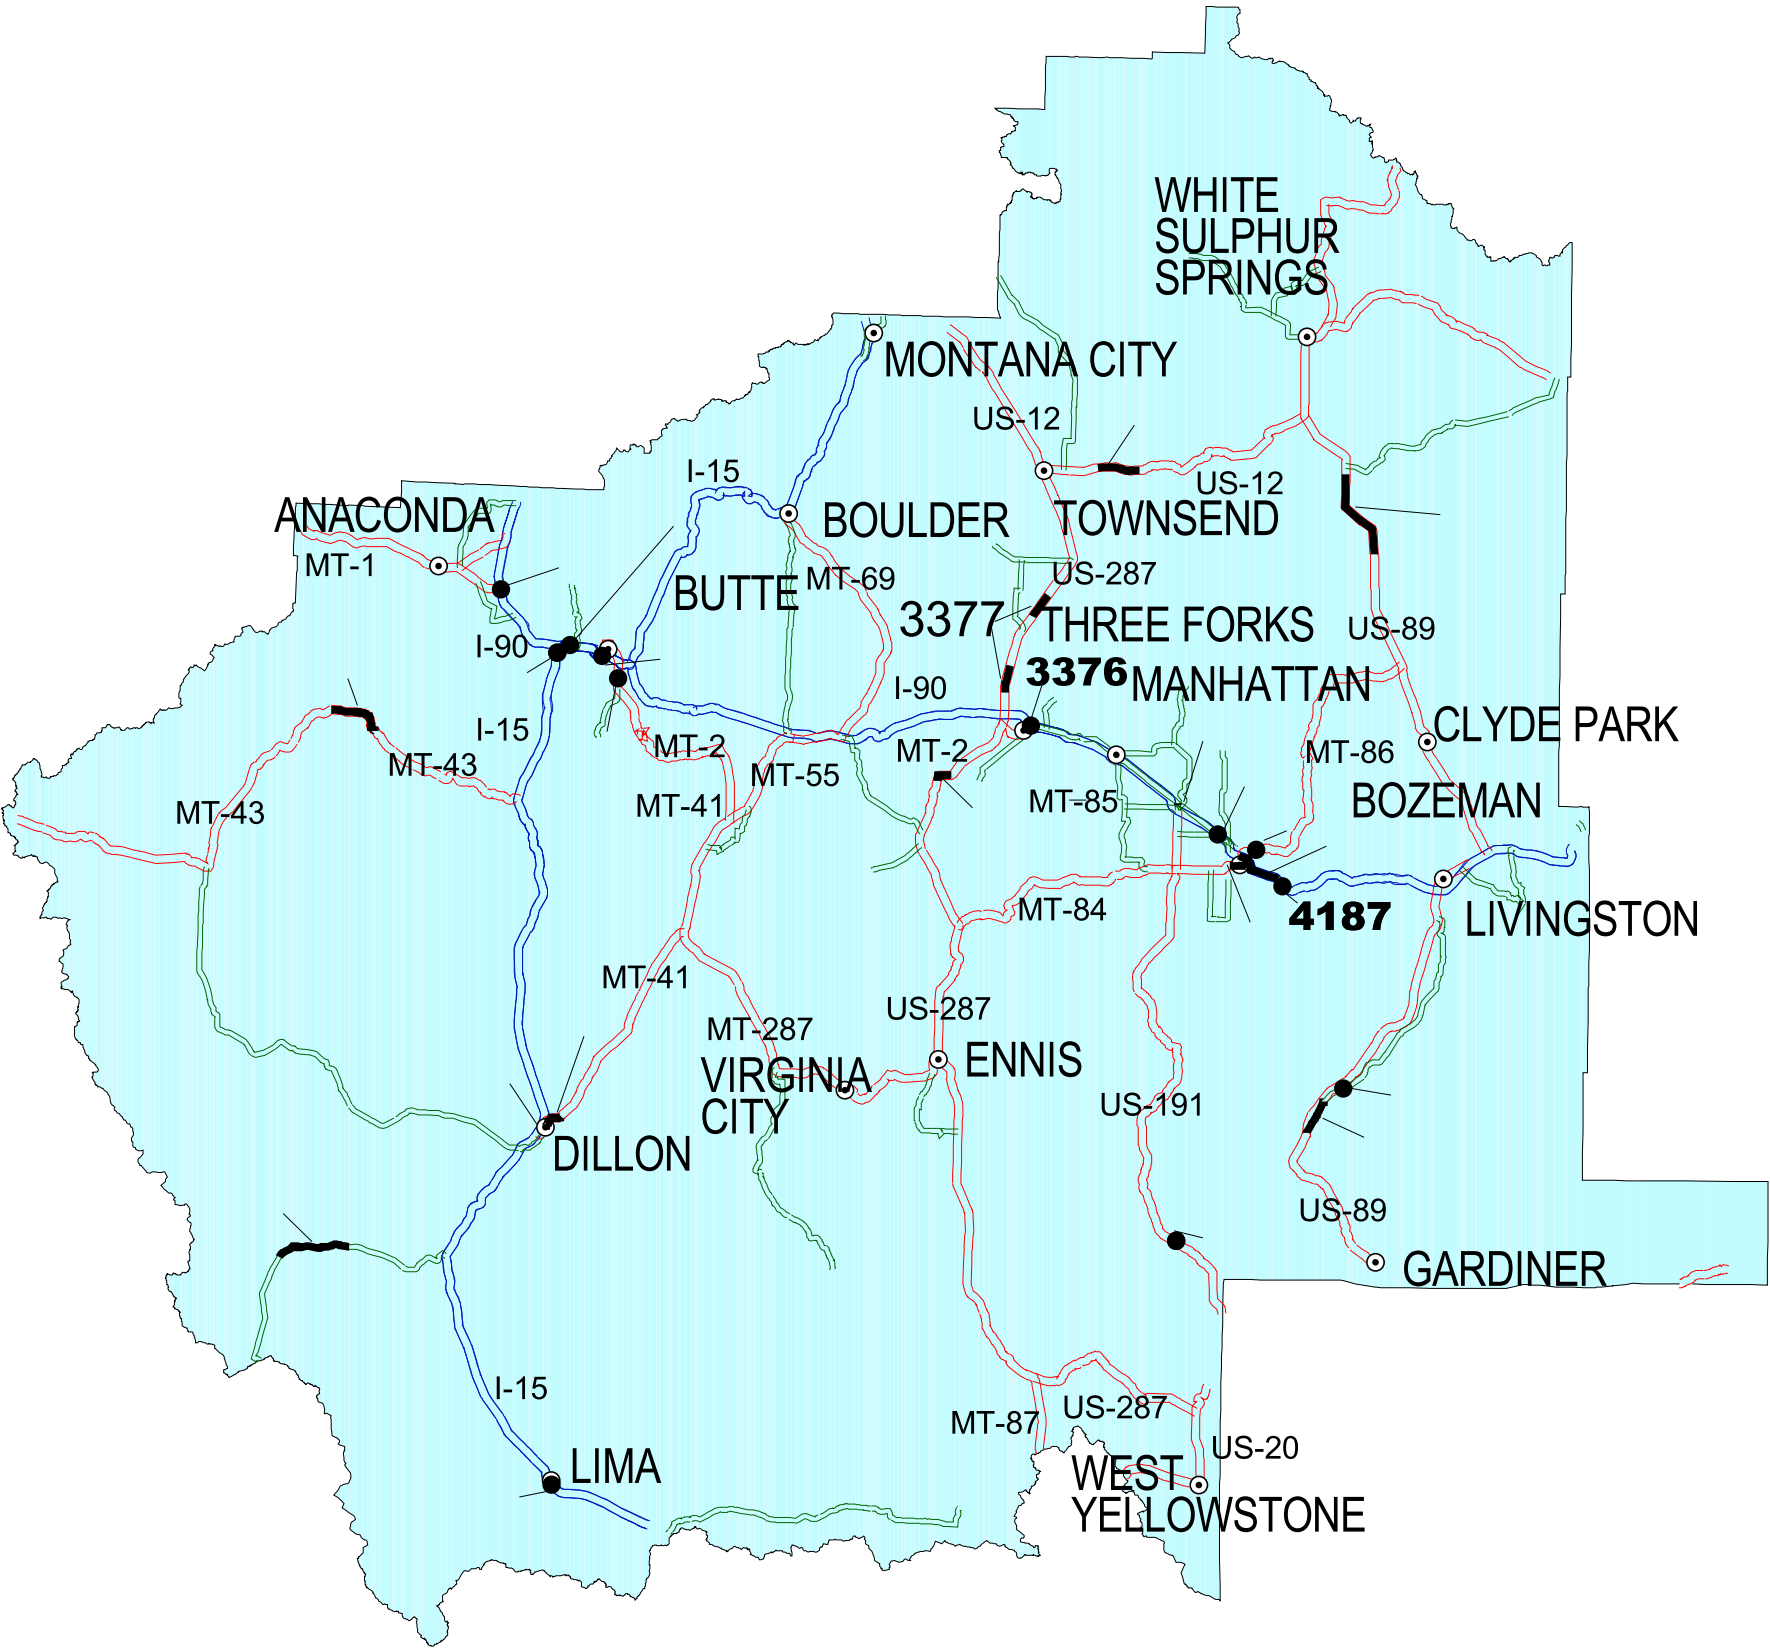 WHITE
SULPHUR
SPRINGS
MONTANA CITY
US-12
I-15
US-12
ANACONDA
BOULDER
TOWNSEND
MT-1
BUTTE
MT-69
US-287
3377
THREE FORKS
US-89
I-90
3376
MANHATTAN
I-90
I-15
CLYDE PARK
MT-2
MT-2
MT-86
MT-43
MT-55
MT-43
MT-41
MT-85
BOZEMAN
MT-84
4187
LIVINGSTON
MT-41
US-287
MT-287
VIRGINIA
CITY
ENNIS
US-191
DILLON
US-89
GARDINER
I-15
MT-87
US-287
US-20
LIMA
WEST
YELLOWSTONE